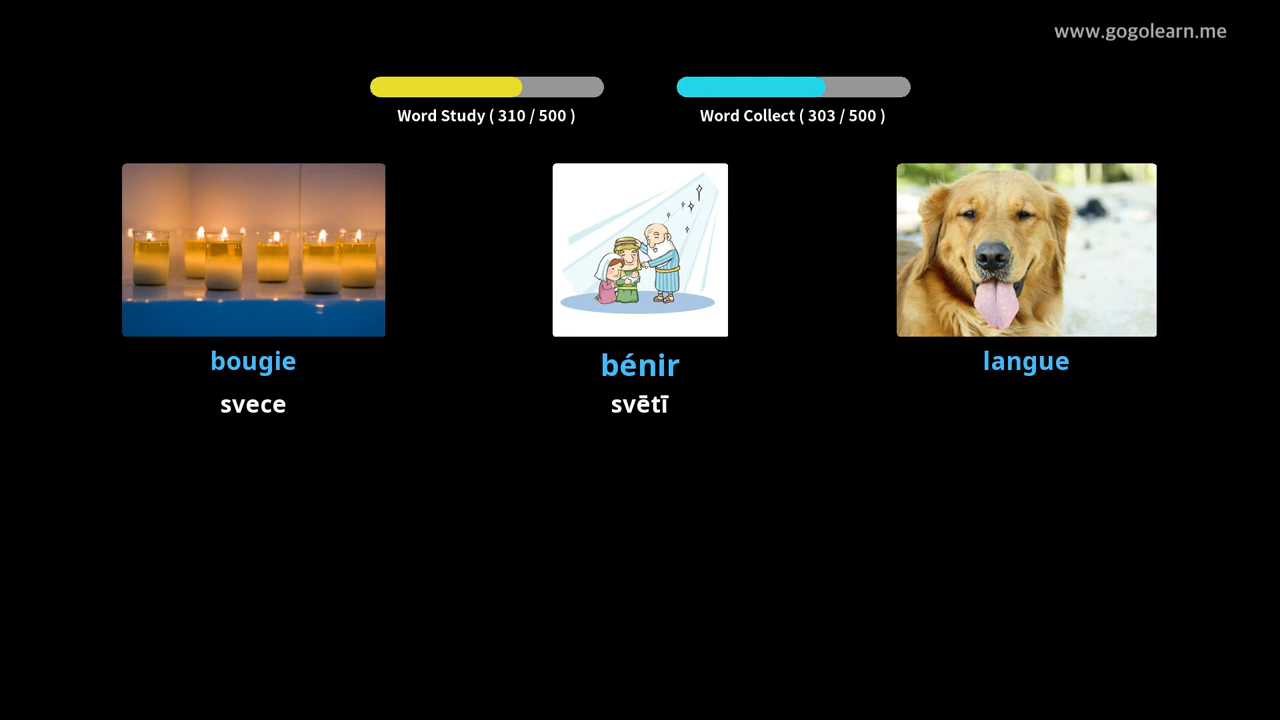 www.gogolearn.me
Word Study ( 310 / 500 )
Word Collect ( 303 / 500 )
bougie
bénir
langue
svece
svētī